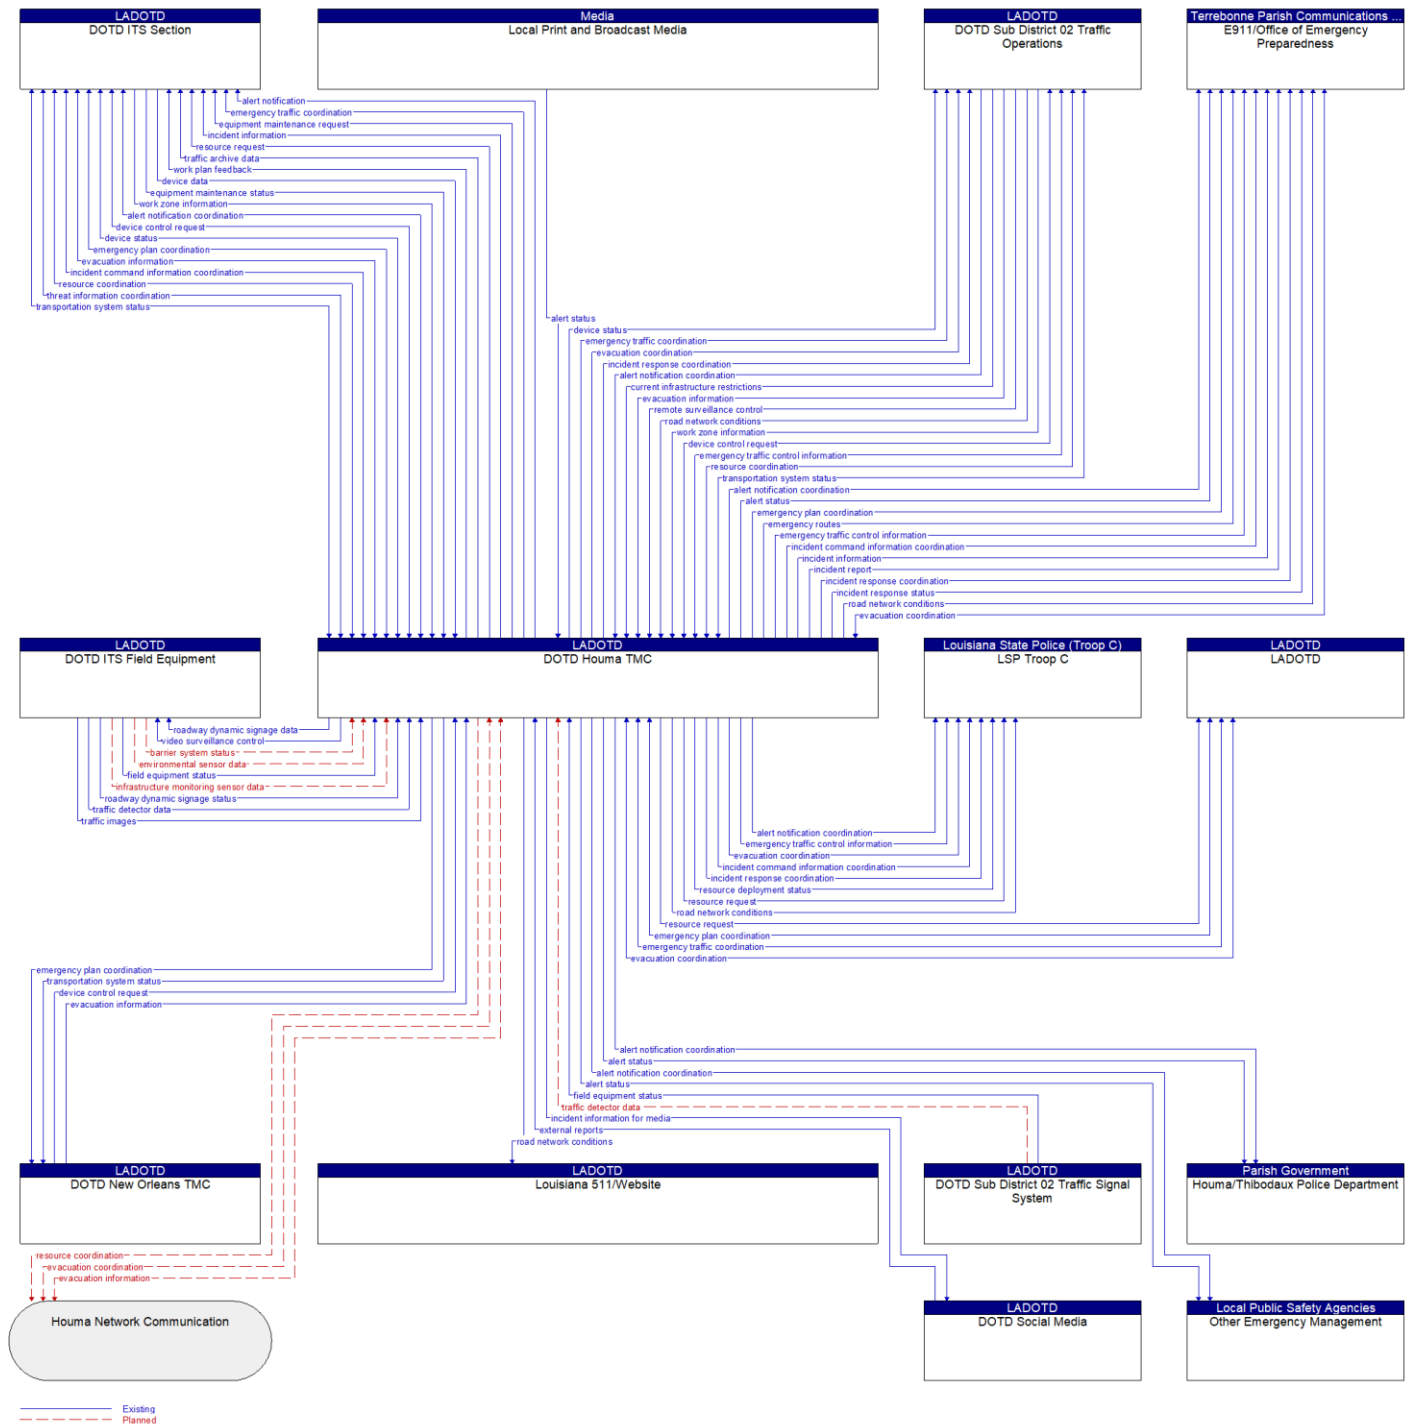 LADOTD
DOTD ITS Section
Media
Local Print and Broadcast Media
LADOTD
DOTD Sub District 02 Traffic
Operations
Terrebonne Parish Communications ...
E911/Office of Emergency
Preparedness
alert notification
emergency traffic coordination
equipment maintenance request
incident information
resource request
traffic archive data
work plan feedback
device data
equipment maintenance status
work zone information
alert notification coordination
device control request
device status
emergency plan coordination
evacuation information
incident command information coordination
resource coordination
threat information coordination
transportation system status
alert status
device status
emergency traffic coordination
evacuation coordination
incident response coordination
alert notification coordination
current infrastructure restrictions
evacuation information
remote surveillance control
road network conditions
work zone information
device control request
emergency traffic control information
resource coordination
transportation system status
alert notification coordination
alert status
emergency plan coordination
emergency routes
emergency traffic control information
incident command information coordination
incident information
incident report
incident response coordination
incident response status
road network conditions
evacuation coordination
LADOTD
DOTD ITS Field Equipment
LADOTD
DOTD Houma TMC
Louisiana State Police (Troop C)
LSP Troop C
LADOTD
LADOTD
roadway dynamic signage data
video surveillance control
barrier system status
environmental sensor data
field equipment status
infrastructure monitoring sensor data
roadway dynamic signage status
traffic detector data
traffic images
alert notification coordination
emergency traffic control information
evacuation coordination
incident command information coordination
incident response coordination
resource deployment status
resource request
road network conditions
resource request
emergency plan coordination
emergency traffic coordination
evacuation coordination
emergency plan coordination
transportation system status
device control request
evacuation information
alert notification coordination
alert status
alert notification coordination
alert status
field equipment status
traffic detector data
incident information for media
external reports
road network conditions
LADOTD
DOTD New Orleans TMC
LADOTD
Louisiana 511/Website
LADOTD
DOTD Sub District 02 Traffic Signal
System
Parish Government
Houma/Thibodaux Police Department
resource coordination
evacuation coordination
evacuation information
Houma Network Communication
LADOTD
DOTD Social Media
Local Public Safety Agencies
Other Emergency Management
Existing
Planned